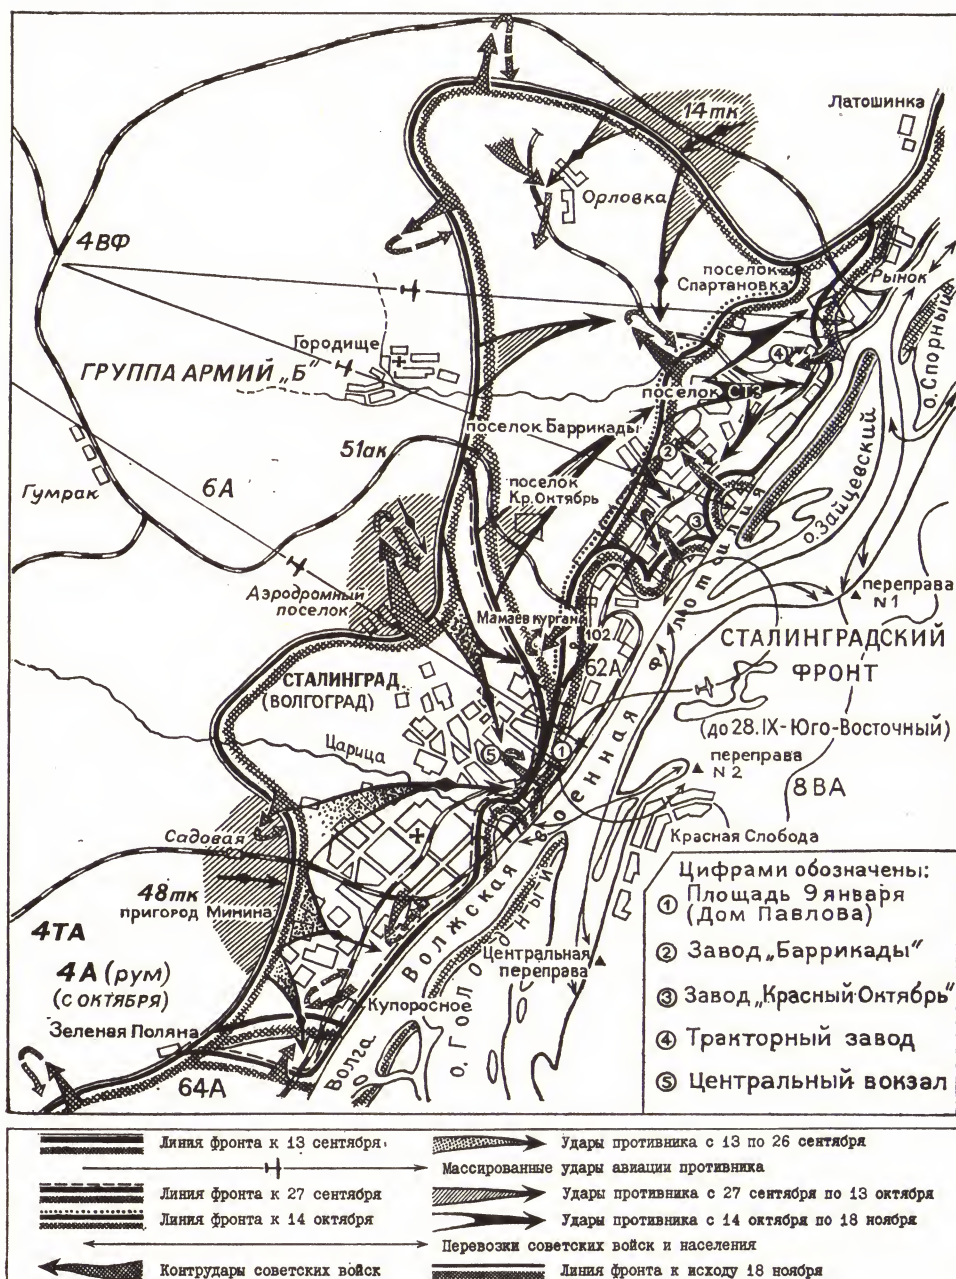 14тк
Латошинка
Орловка
4ВФ
поселок
Спартановка
Рынок
о. Спорный
Городище
ГРУППА АРМИЙ „Б"
④
поселок СТЗ
поселок Баррикады
51ак
②
Гумрак
6А
поселок
Кр. Октябрь
③
о. Зайцевский
Аэродромный
поселок
переправа
N 1
Мамаев курган
102
СТАЛИНГРАДСКИЙ
ФРОНТ
62А
СТАЛИНГРАД
(ВОЛГОГРАД)
(до 28.IX-Юго-Восточный)
Царица
⑤
①
переправа
N 2
8 ВА
Садовая
Красная Слобода
48тк
пригород Минина
Волжская военная флотилия
4ТА
4А (рум)
(с октября)
Центральная
переправа
о. Голодный
Зеленая Поляна
Купоросное
Волга
64А
Цифрами обозначены:
① Площадь 9 января
(Дом Павлова)
② Завод „Баррикады"
③ Завод „Красный Октябрь"
④ Тракторный завод
⑤ Центральный вокзал
Линия фронта к 13 сентября
Удары противника с 13 по 26 сентября
Массированные удары авиации противника
Линия фронта к 27 сентября
Удары противника с 27 сентября по 13 октября
Линия фронта к 14 октября
Удары противника с 14 октября по 18 ноября
Перевозки советских войск и населения
Контрудары советских войск
Линия фронта к исходу 18 ноября